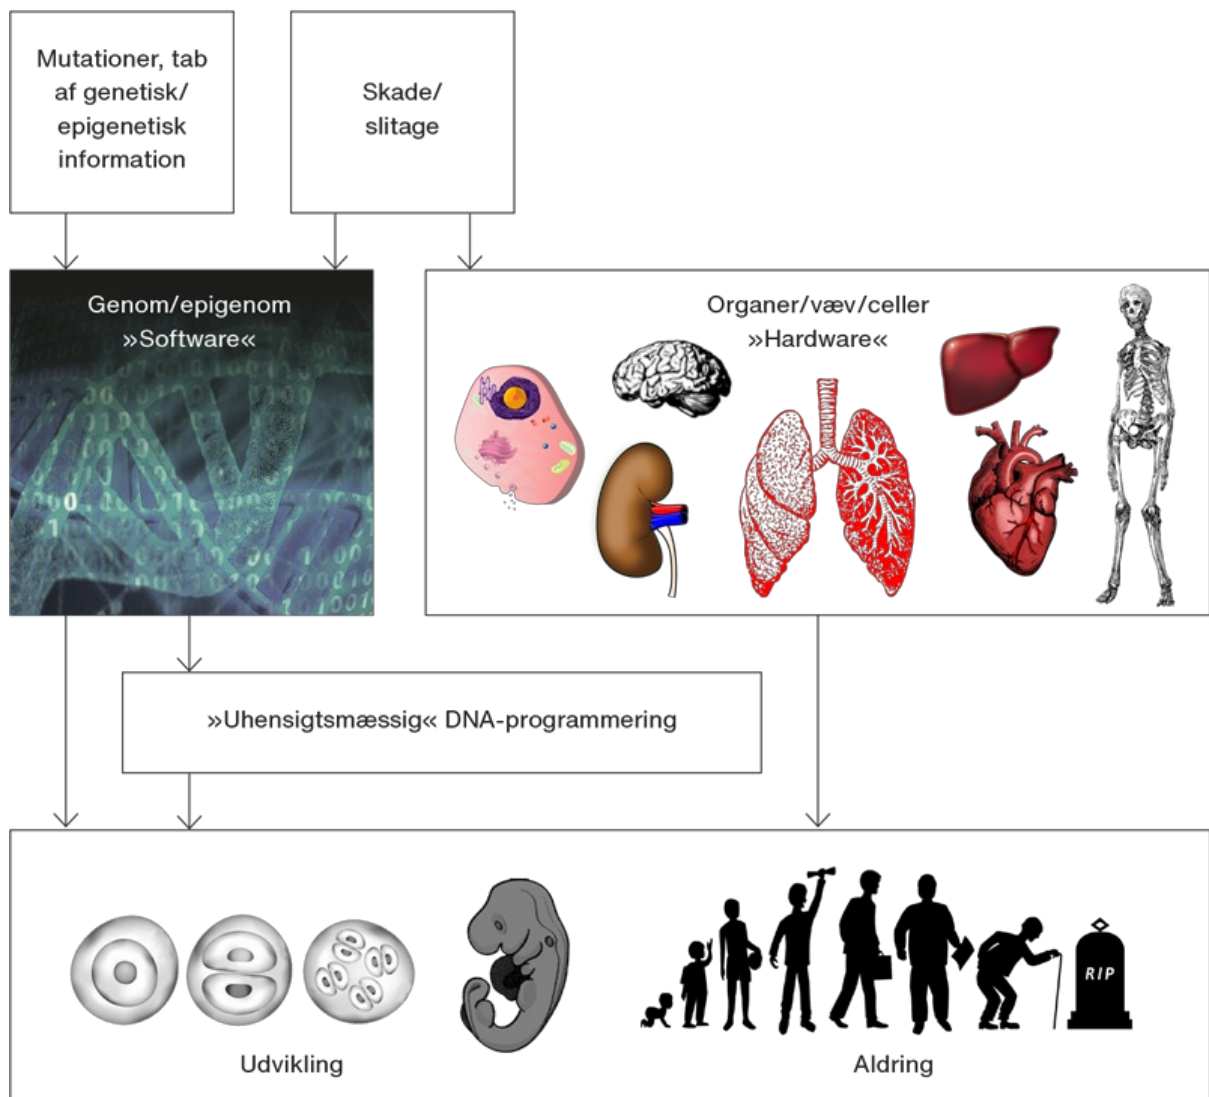 Mutationer, tab
af genetisk/
epigenetisk
information
Skade/
slitage
Genom/epigenom
»Software«
Organer/væv/celler
»Hardware«
»Uhensigtsmæssig« DNA-programmering
RIP
Udvikling
Aldring